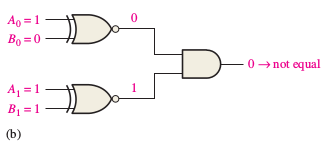 A₀ = 1
B₀ = 0
0
0 → not equal
A₁ = 1
B₁ = 1
1
(b)